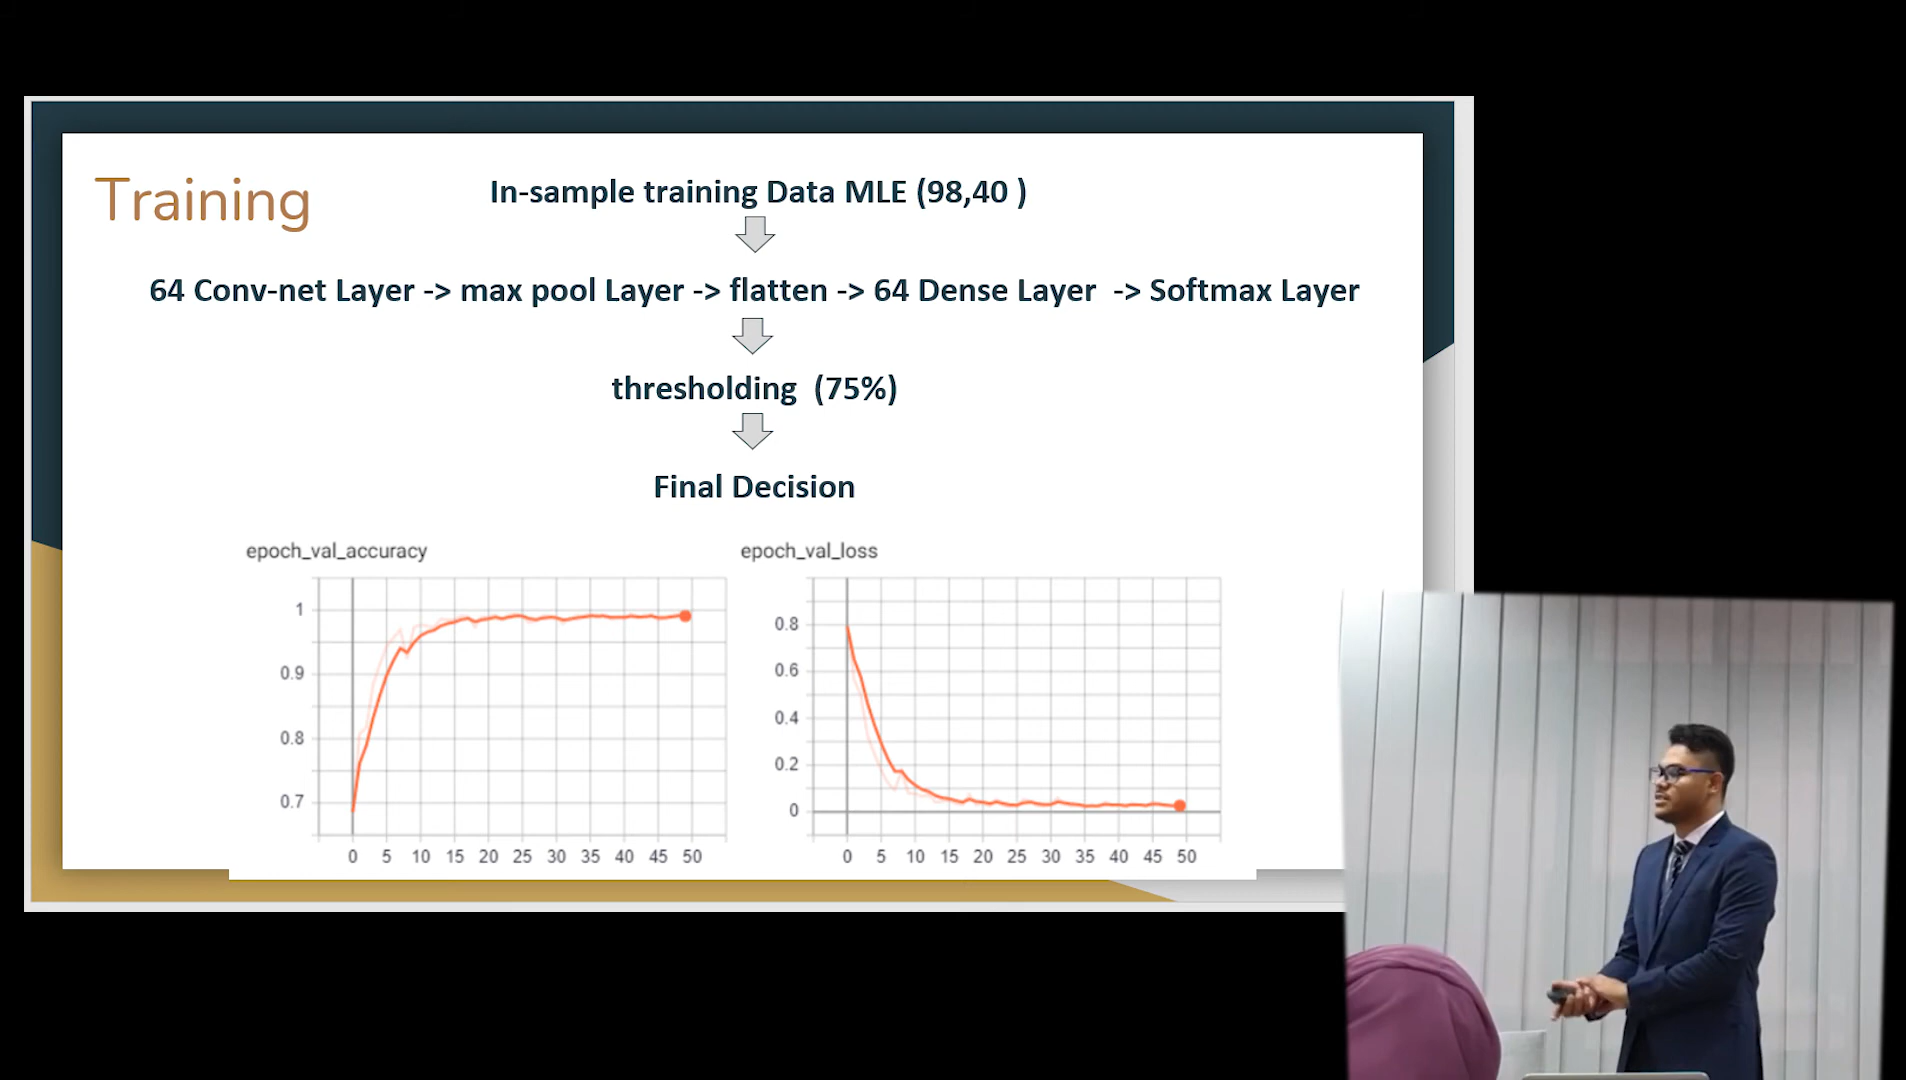 Training
In-sample training Data MLE (98,40 )
64 Conv-net Layer -> max pool Layer -> flatten -> 64 Dense Layer -> Softmax Layer
thresholding (75%)
Final Decision
epoch_val_accuracy
1
0.9
0.8
0.7
0 5 10 15 20 25 30 35 40 45 50
epoch_val_loss
0.8
0.6
0.4
0.2
0
0 5 10 15 20 25 30 35 40 45 50